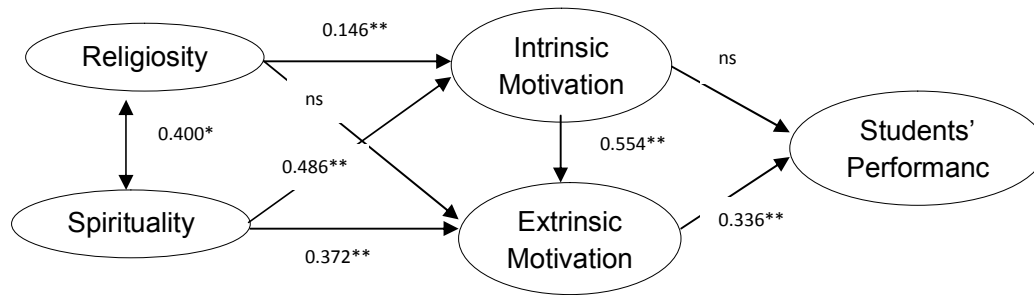 Religiosity
0.146**
Intrinsic
Motivation
ns
ns
0.400*
0.486**
0.554**
Students’
Performanc
Spirituality
0.372**
Extrinsic
Motivation
0.336**